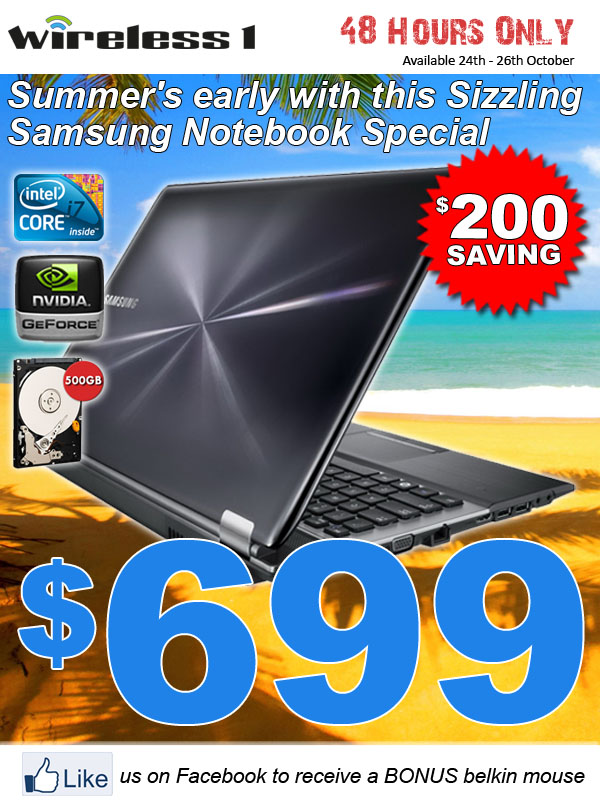 wireless 1
48 HOURS ONLY
Available 24th - 26th October
Summer's early with this Sizzling
Samsung Notebook Special
intel
CORE i7
inside™
$200
SAVING
NVIDIA.
GEFORCE
SAMSUNG
500GB
$699
Like us on Facebook to receive a BONUS belkin mouse